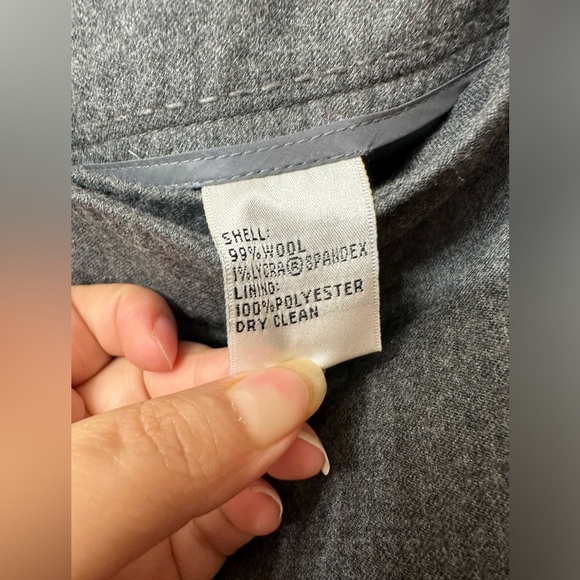 SHELL:
99%WOOL
1%LYCRA®SPANDEX
LINING:
100%POLYESTER
DRY CLEAN